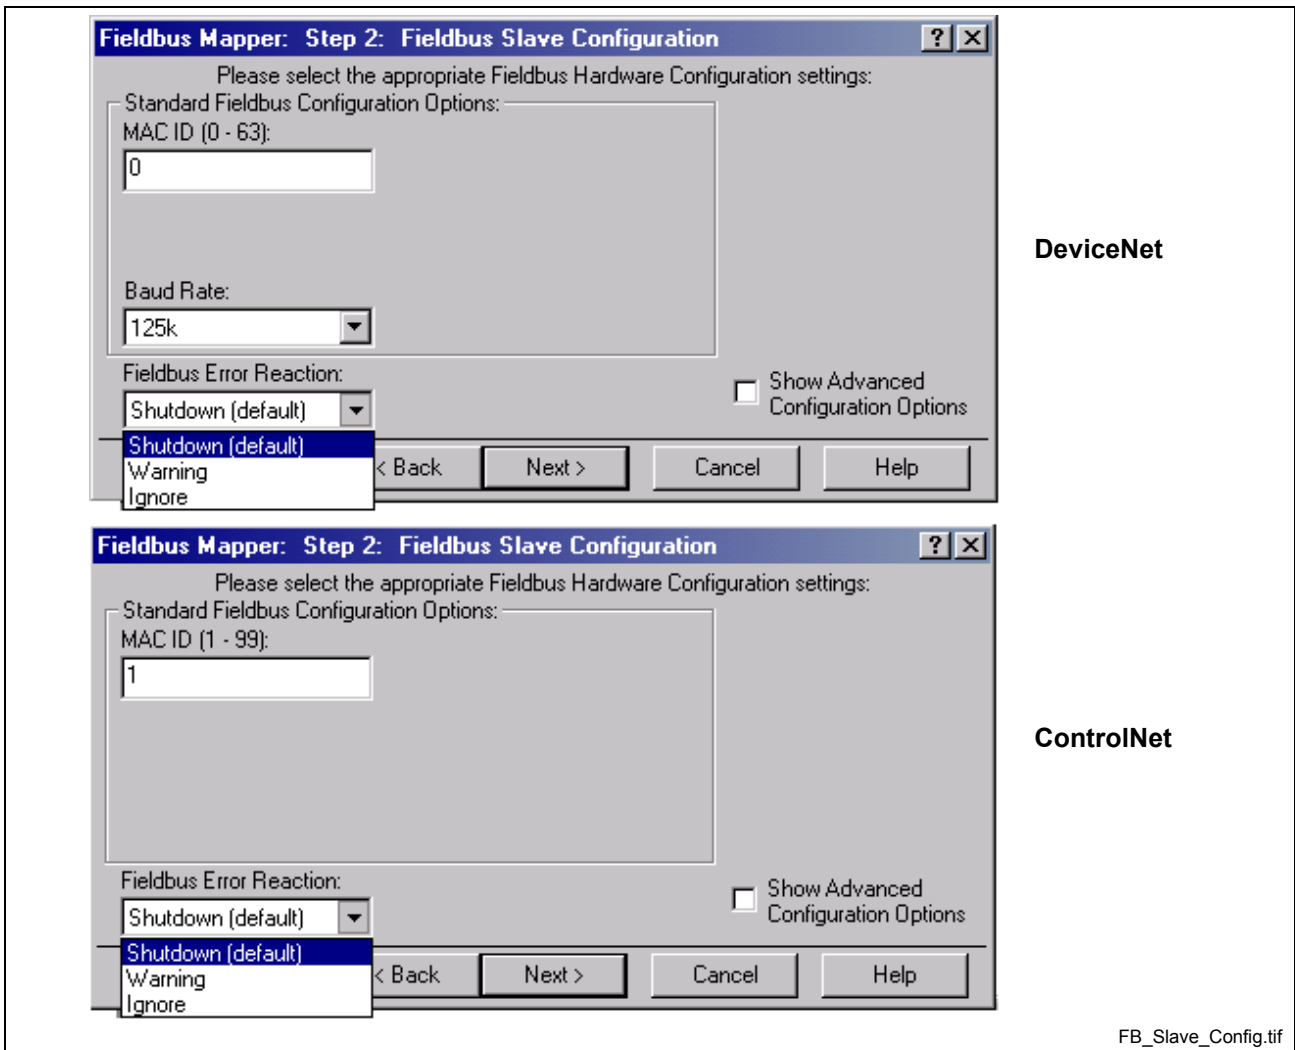 Fieldbus Mapper: Step 2: Fieldbus Slave Configuration
Please select the appropriate Fieldbus Hardware Configuration settings:
Standard Fieldbus Configuration Options:
MAC ID (0 - 63):
0
Baud Rate:
125k
Fieldbus Error Reaction:
Shutdown (default)
Shutdown (default)
Warning
Ignore
Show Advanced
Configuration Options
< Back
Next >
Cancel
Help
DeviceNet
Fieldbus Mapper: Step 2: Fieldbus Slave Configuration
Please select the appropriate Fieldbus Hardware Configuration settings:
Standard Fieldbus Configuration Options:
MAC ID (1 - 99):
1
Fieldbus Error Reaction:
Shutdown (default)
Shutdown (default)
Warning
Ignore
Show Advanced
Configuration Options
< Back
Next >
Cancel
Help
ControlNet
FB_Slave_Config.tif